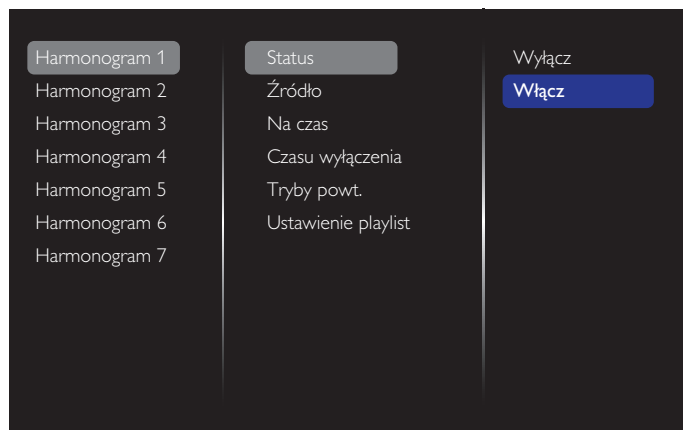 Harmonogram 1
Harmonogram 2
Harmonogram 3
Harmonogram 4
Harmonogram 5
Harmonogram 6
Harmonogram 7
Status
Źródło
Na czas
Czasu wyłączenia
Tryby powt.
Ustawienie playlist
Wyłącz
Włącz